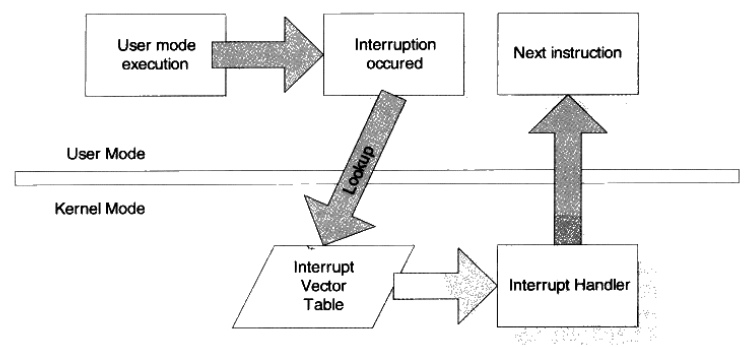 User mode
execution
Interruption
occured
Next instruction
Lookup
User Mode
Kernel Mode
Interrupt
Vector
Table
Interrupt Handler